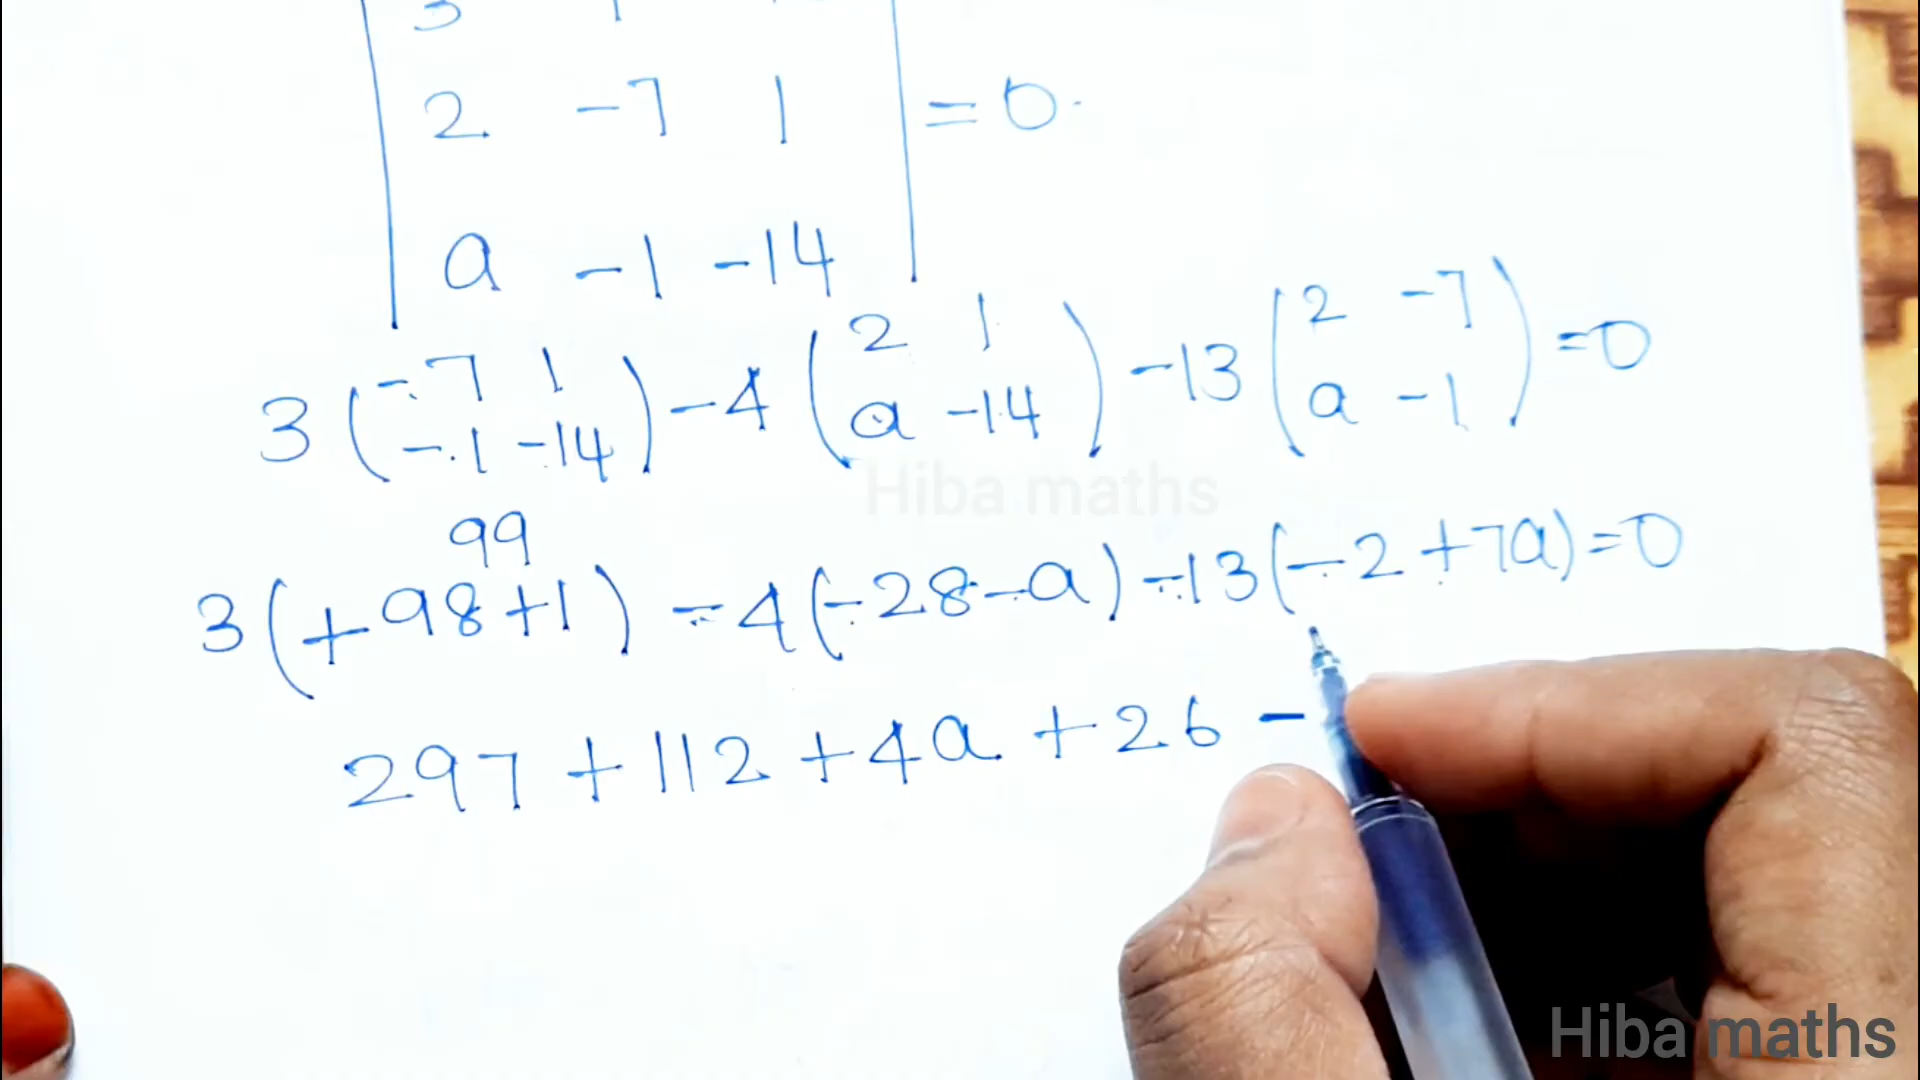 2 -7 1 = 0.
a -1 -14
3 ( -7 1 ) - 4 ( 2 1 ) -13 ( 2 -7 ) = 0
-1 -14 a -14 a -1
Hiba maths
99
3 ( +98+1 ) - 4 (-28-a) -13 (-2+7a) = 0
297 + 112 + 4a + 26 -
Hiba maths